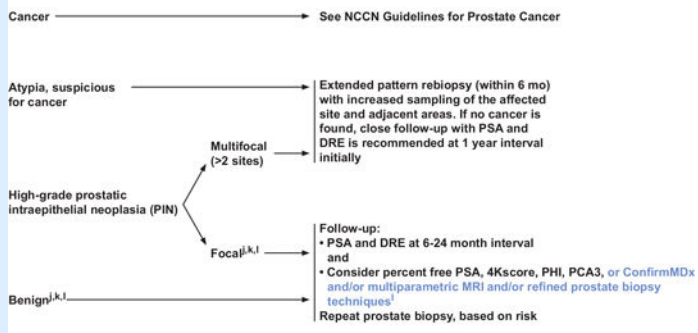 Cancer
See NCCN Guidelines for Prostate Cancer
Atypia, suspicious
for cancer
Extended pattern rebiopsy (within 6 mo)
with increased sampling of the affected
site and adjacent areas. If no cancer is
found, close follow-up with PSA and
DRE is recommended at 1 year interval
initially
Multifocal
(>2 sites)
High-grade prostatic
intraepithelial neoplasia (PIN)
Focalj,k,l
Follow-up:
• PSA and DRE at 6-24 month interval
and
• Consider percent free PSA, 4Kscore, PHI, PCA3, or ConfirmMDx
and/or multiparametric MRI and/or refined prostate biopsy
techniquesl
Repeat prostate biopsy, based on risk
Benignj,k,l